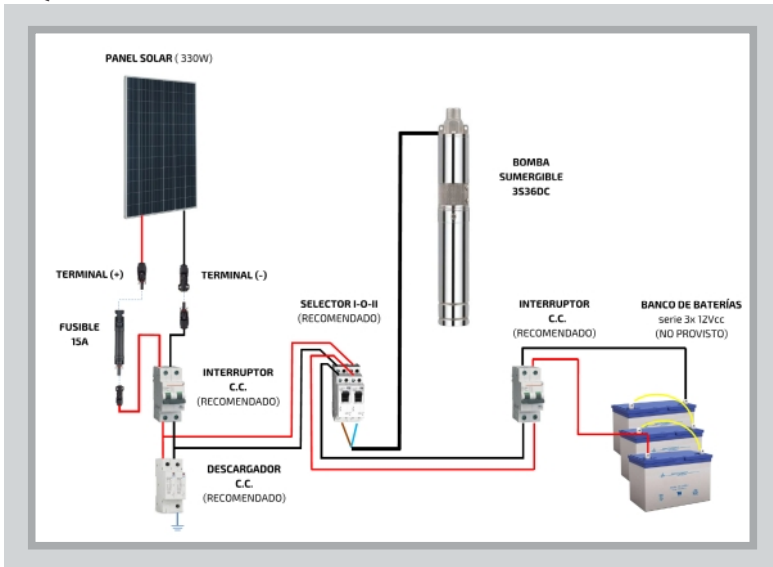 PANEL SOLAR ( 330W)
BOMBA
SUMERGIBLE
3S36DC
TERMINAL (+)
TERMINAL (-)
FUSIBLE
15A
SELECTOR I-O-II
(RECOMENDADO)
INTERRUPTOR
C.C.
(RECOMENDADO)
BANCO DE BATERÍAS
serie 3x 12Vcc
(NO PROVISTO)
INTERRUPTOR
C.C.
(RECOMENDADO)
DESCARGADOR
C.C.
(RECOMENDADO)